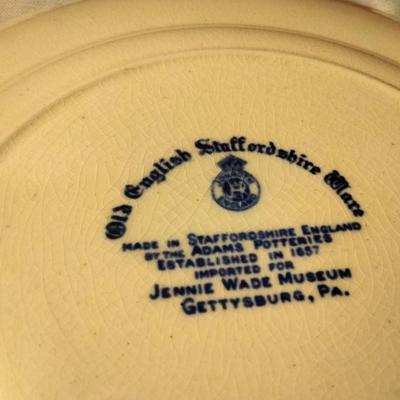 Old English Staffordshire Ware
MADE IN STAFFORDSHIRE ENGLAND
BY THE ADAMS POTTERIES
ESTABLISHED IN 1657
IMPORTED FOR
JENNIE WADE MUSEUM
GETTYSBURG, PA.